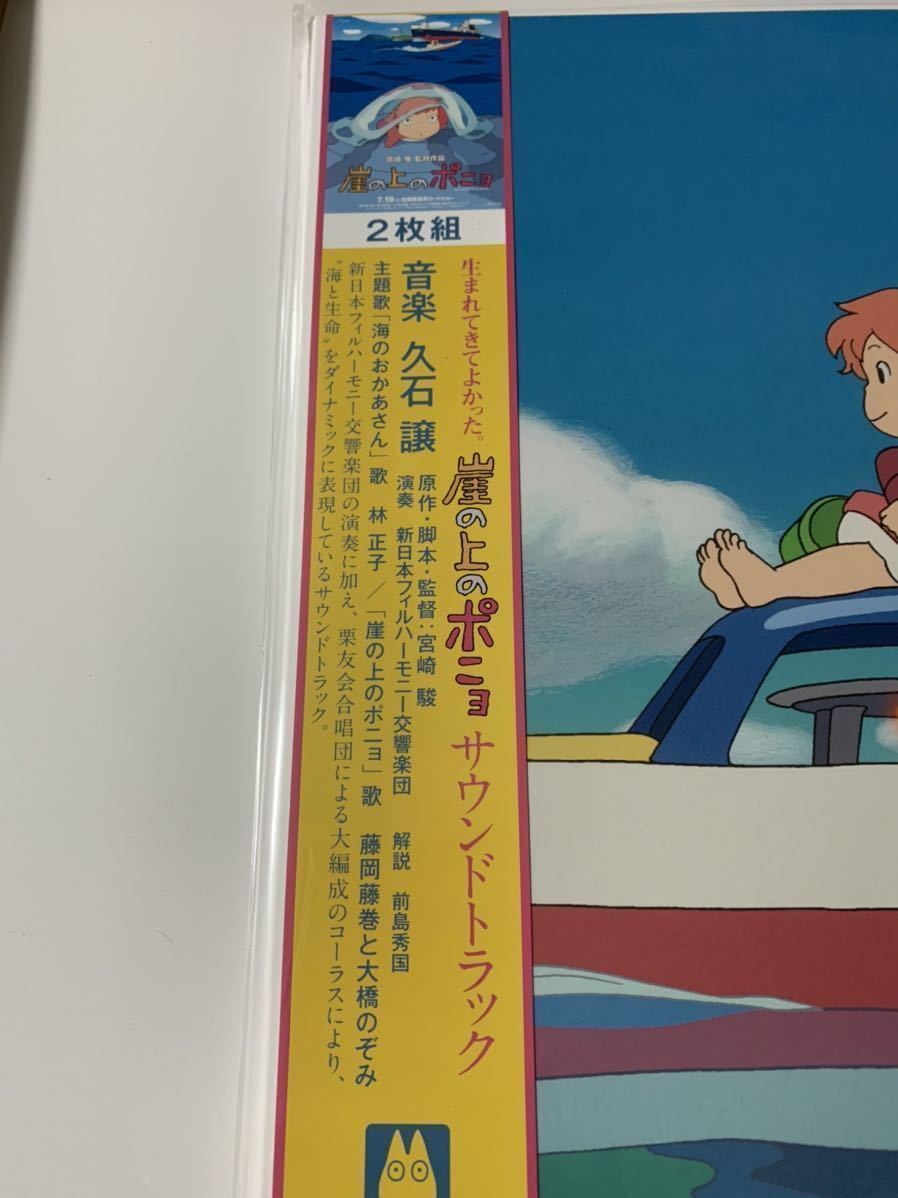 宮崎 駿 監督作品
崖の上のポニョ
2枚組
生まれてきてよかった。
崖の上のポニョ サウンドトラック
音楽 久石 譲
原作・脚本・監督：宮崎 駿
演奏 新日本フィルハーモニー交響楽団
解説 前島秀国
主題歌「海のおかあさん」歌 林 正子／「崖の上のポニョ」歌 藤岡藤巻と大橋のぞみ
新日本フィルハーモニー交響楽団の演奏に加え、栗友会合唱団による大編成のコーラスにより、
“海と生命”をダイナミックに表現しているサウンドトラック。